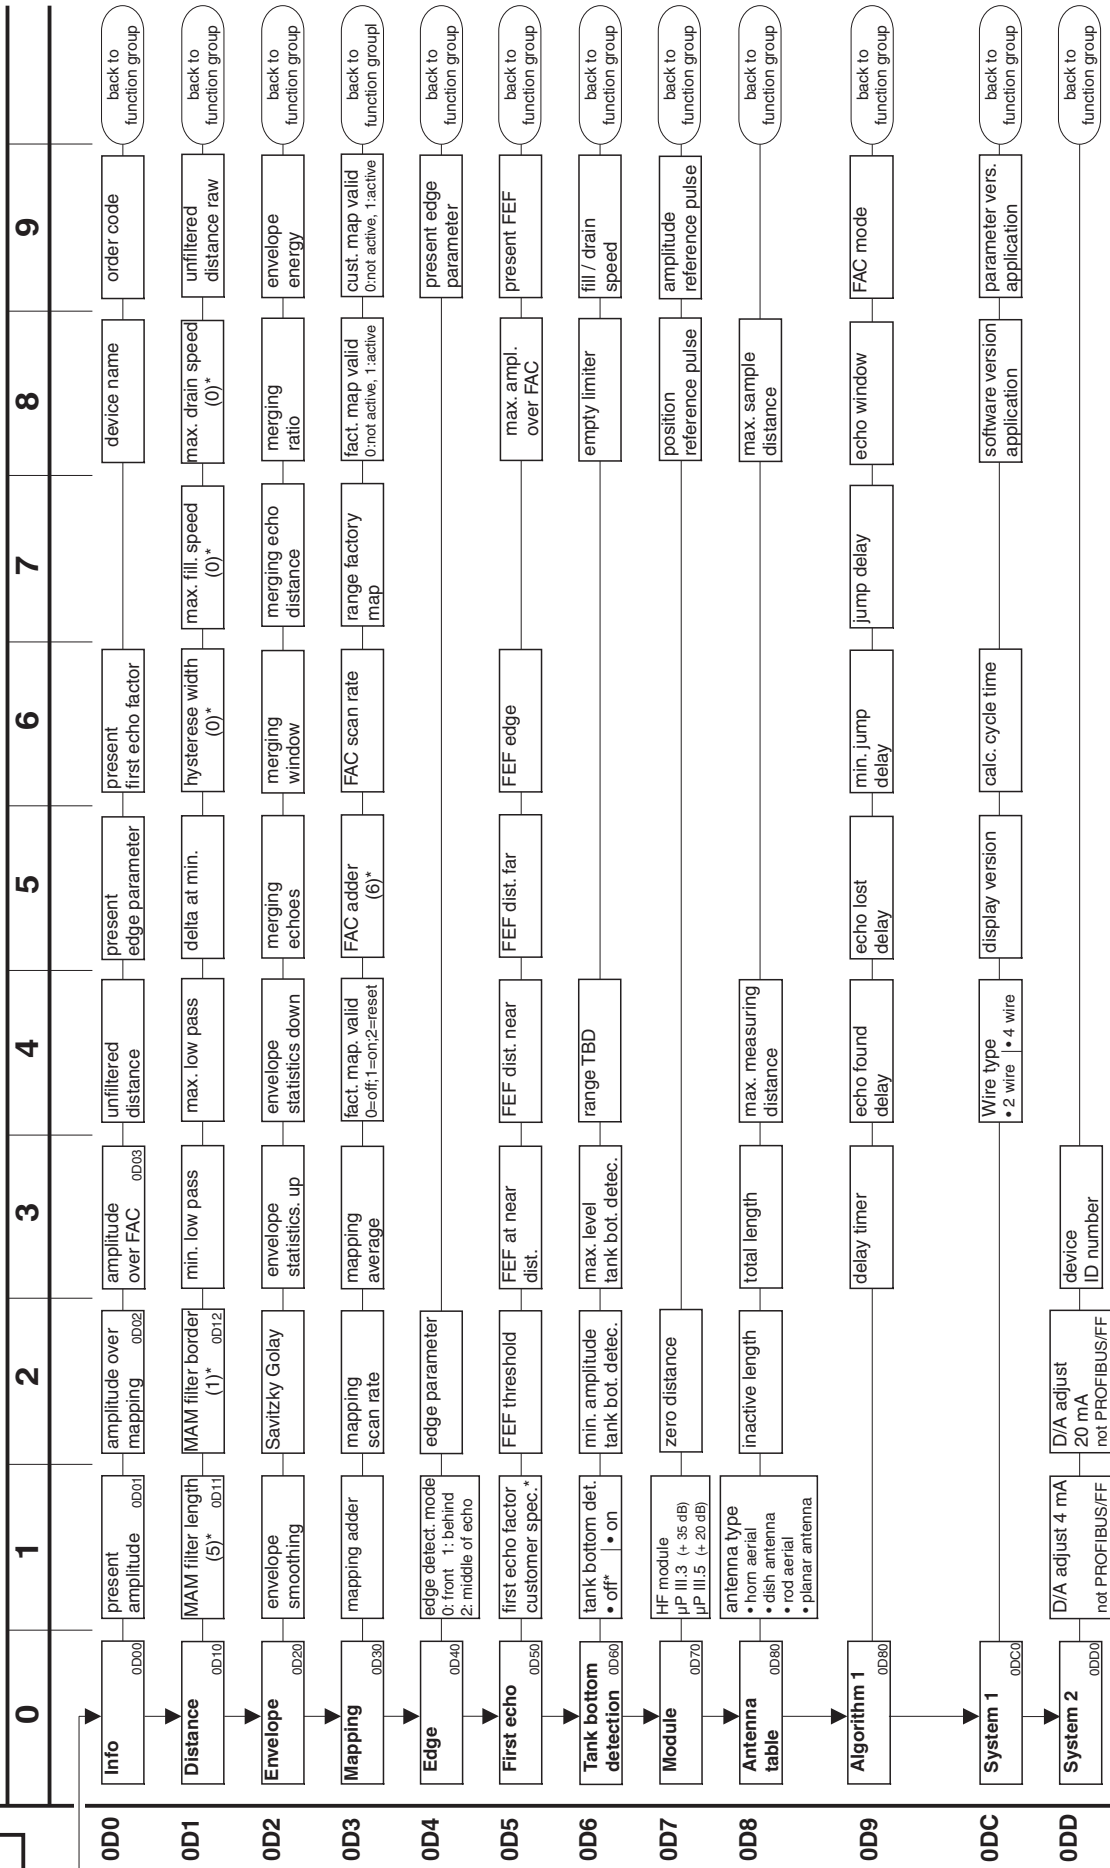 0
1
2
3
4
5
6
7
8
9
0D0
Info
0D00
present
amplitude
0D01
amplitude over
mapping
0D02
amplitude
over FAC
0D03
unfiltered
distance
present
edge parameter
present
first echo factor
device name
order code
back to
function group
0D1
Distance
0D10
MAM filter length
(5)*
0D11
MAM filter border
(1)*
0D12
min. low pass
max. low pass
delta at min.
hysterese width
(0)*
max. fill. speed
(0)*
max. drain speed
(0)*
unfiltered
distance raw
back to
function group
0D2
Envelope
0D20
envelope
smoothing
Savitzky Golay
envelope
statistics. up
envelope
statistics down
merging
echoes
merging
window
merging echo
distance
merging
ratio
envelope
energy
back to
function group
0D3
Mapping
0D30
mapping adder
mapping
scan rate
mapping
average
fact. map. valid
0=off;1=on;2=reset
FAC adder
(6)*
FAC scan rate
range factory
map
fact. map valid
0:not active, 1:active
cust. map valid
0:not active, 1:active
back to
function groupl
0D4
Edge
0D40
edge detect. mode
0: front 1: behind
2: middle of echo
edge parameter
present edge
parameter
back to
function group
0D5
First echo
0D50
first echo factor
customer spec.*
FEF threshold
FEF at near
dist.
FEF dist. near
FEF dist. far
FEF edge
max. ampl.
over FAC
present FEF
back to
function group
0D6
Tank bottom
detection
0D60
tank bottom det.
• off* • on
min. amplitude
tank bot. detec.
max. level
tank bot. detec.
range TBD
empty limiter
fill / drain
speed
back to
function group
0D7
Module
0D70
HF module
µP III.3 (+ 35 dB)
µP III.5 (+ 20 dB)
zero distance
position
reference pulse
amplitude
reference pulse
back to
function group
0D8
Antenna
table
0D80
antenna type
• horn aerial
• dish antenna
• rod aerial
• planar antenna
inactive length
total length
max. measuring
distance
max. sample
distance
back to
function group
0D9
Algorithm 1
0D80
delay timer
echo found
delay
echo lost
delay
min. jump
delay
jump delay
echo window
FAC mode
back to
function group
0DC
System 1
0DC0
Wire type
• 2 wire • 4 wire
display version
calc. cycle time
software version
application
parameter vers.
application
back to
function group
0DD
System 2
0DD0
D/A adjust 4 mA
not PROFIBUS/FF
D/A adjust
20 mA
not PROFIBUS/FF
device
ID number
back to
function group